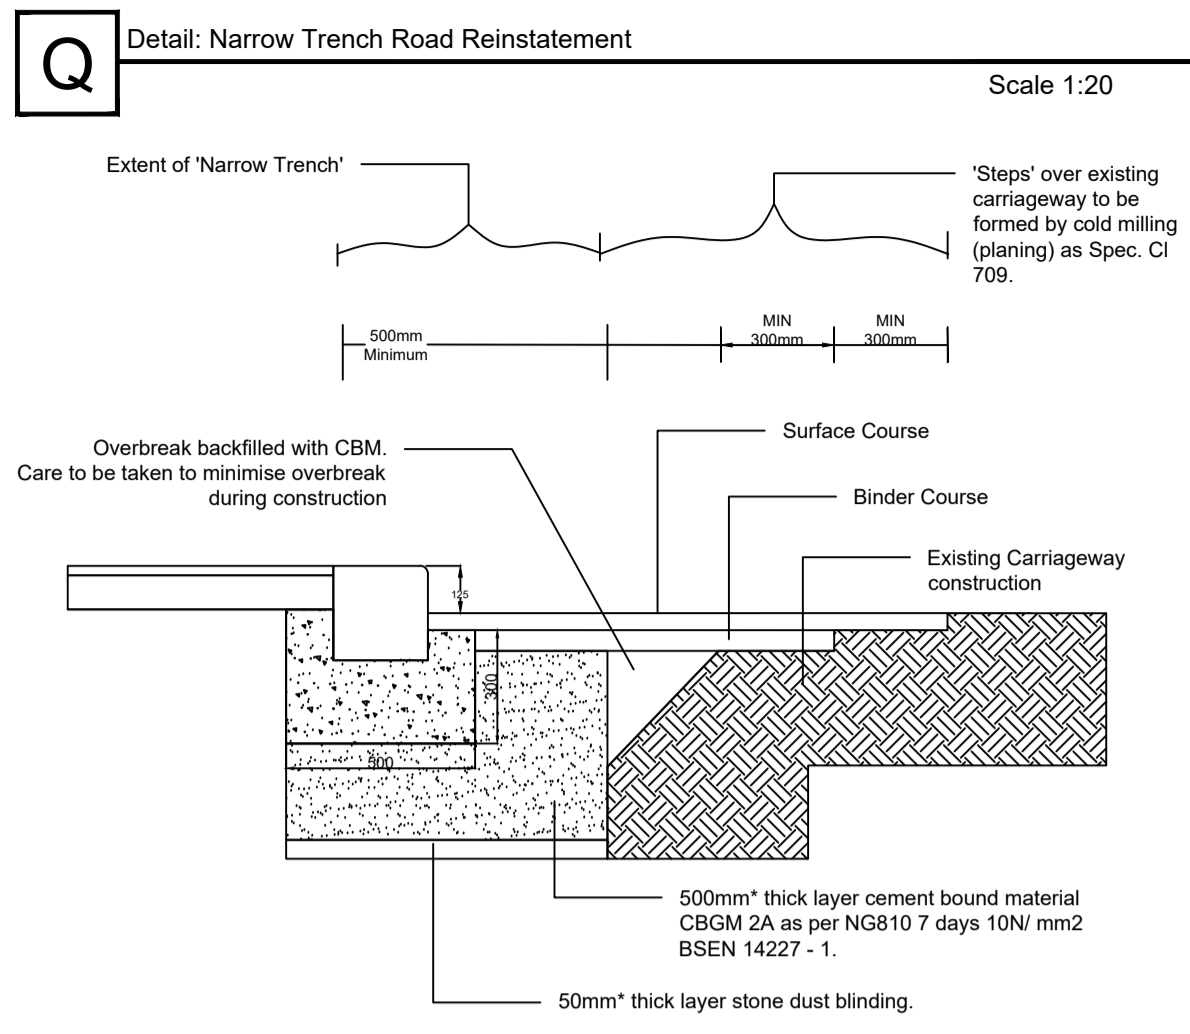 Q
Detail: Narrow Trench Road Reinstatement
Scale 1:20
Extent of 'Narrow Trench'
'Steps' over existing
carriageway to be
formed by cold milling
(planing) as Spec. Cl
709.
500mm
Minimum
MIN
300mm
MIN
300mm
Surface Course
Overbreak backfilled with CBM.
Care to be taken to minimise overbreak
during construction
Binder Course
Existing Carriageway
construction
125
300
500
500mm* thick layer cement bound material
CBGM 2A as per NG810 7 days 10N/ mm2
BSEN 14227 - 1.
50mm* thick layer stone dust blinding.